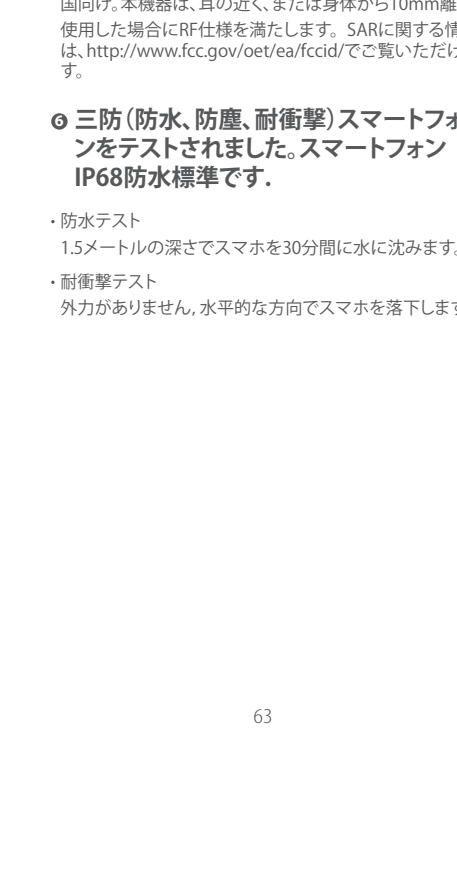 国向け。本機器は、耳の近く、または身体から10mm離
使用した場合にRF仕様を満たします。 SARに関する情
は、http://www.fcc.gov/oet/ea/fccid/でご覧いただけ
す。
❻ 三防（防水、防塵、耐衝撃）スマートフォ
ンをテストされました。スマートフォン
IP68防水標準です.
・防水テスト
1.5メートルの深さでスマホを30分間に水に沈みます。
・耐衝撃テスト
外力がありません, 水平的な方向でスマホを落下します
63